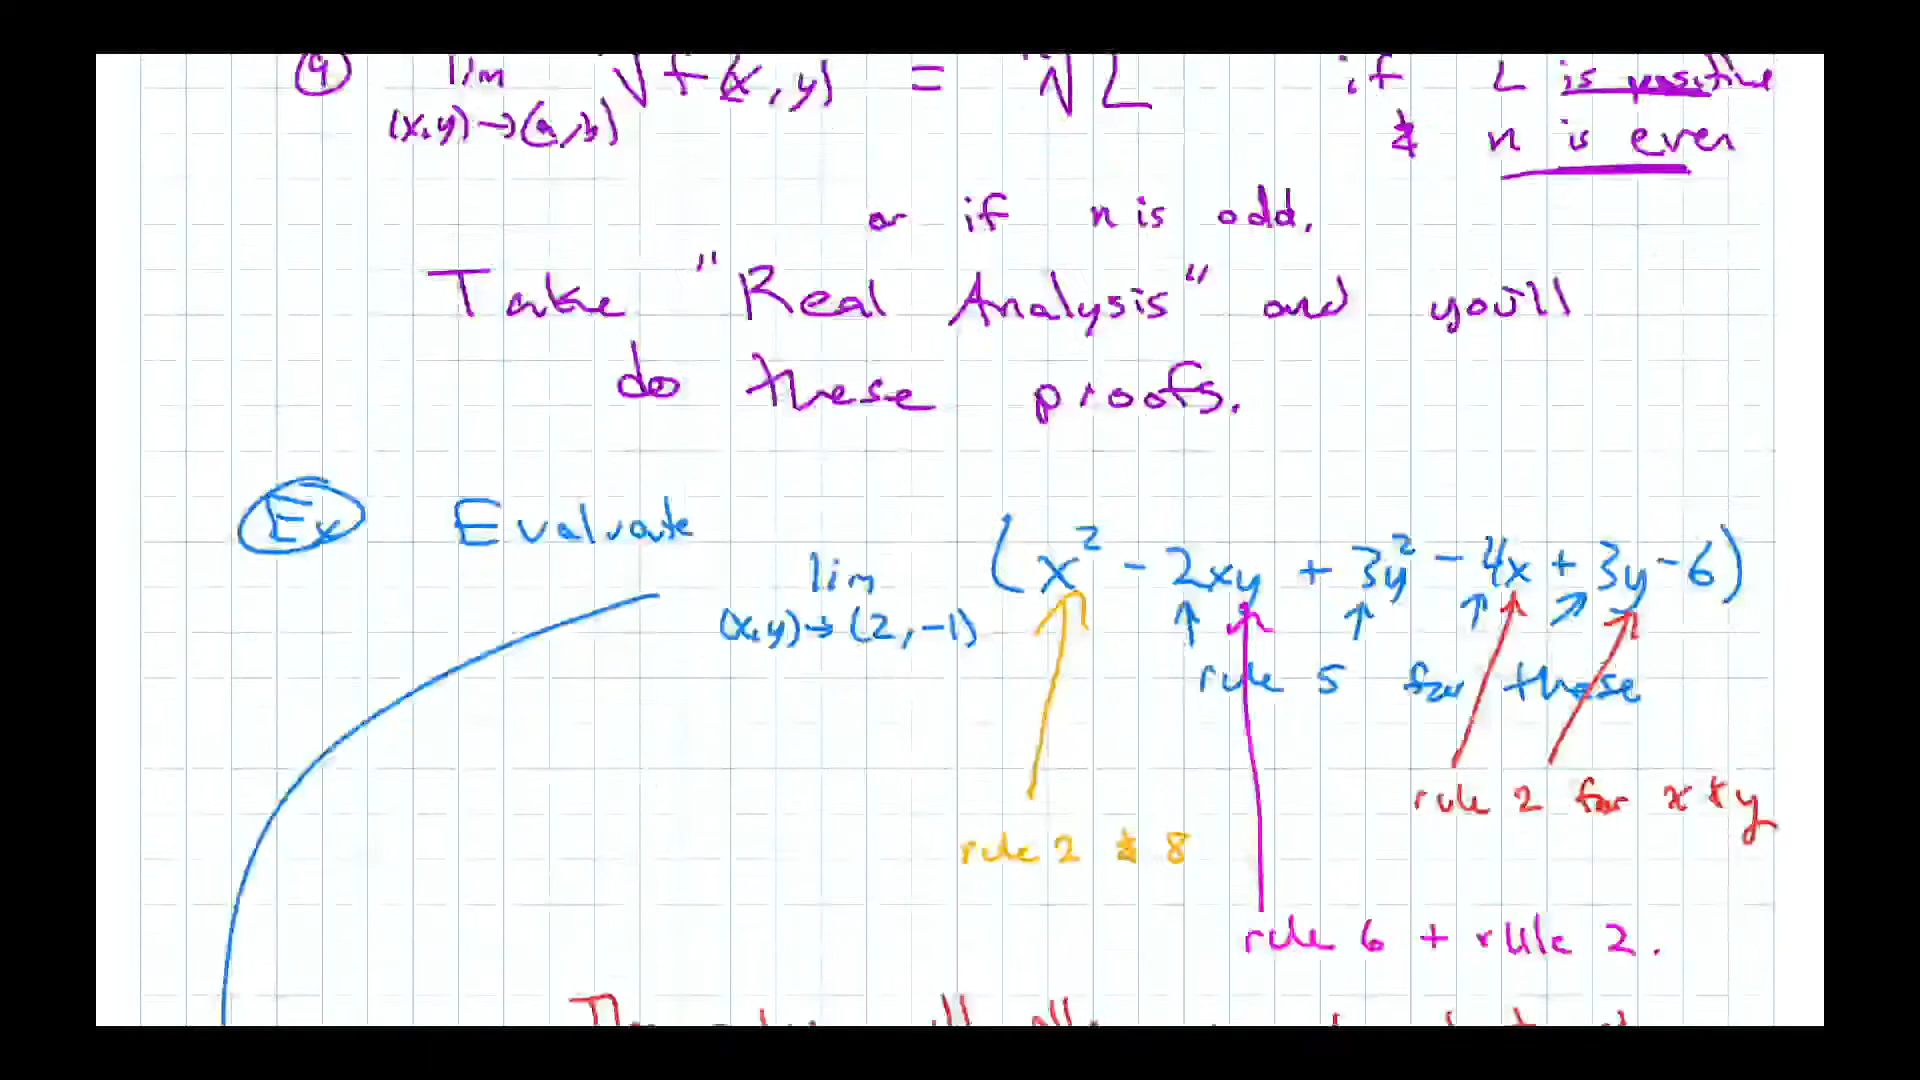 9 lim √f(x,y) = ⁿ√L if L is positive
(x,y)→(a,b) & n is even
or if n is odd.
Take "Real Analysis" and you'll
do these proofs.
Ex Evaluate
lim (x² - 2xy + 3y² - 4x + 3y - 6)
(x,y)→(2,-1)
rule 5 for these
rule 2 for x & y
rule 2 & 8
rule 6 + rule 2.